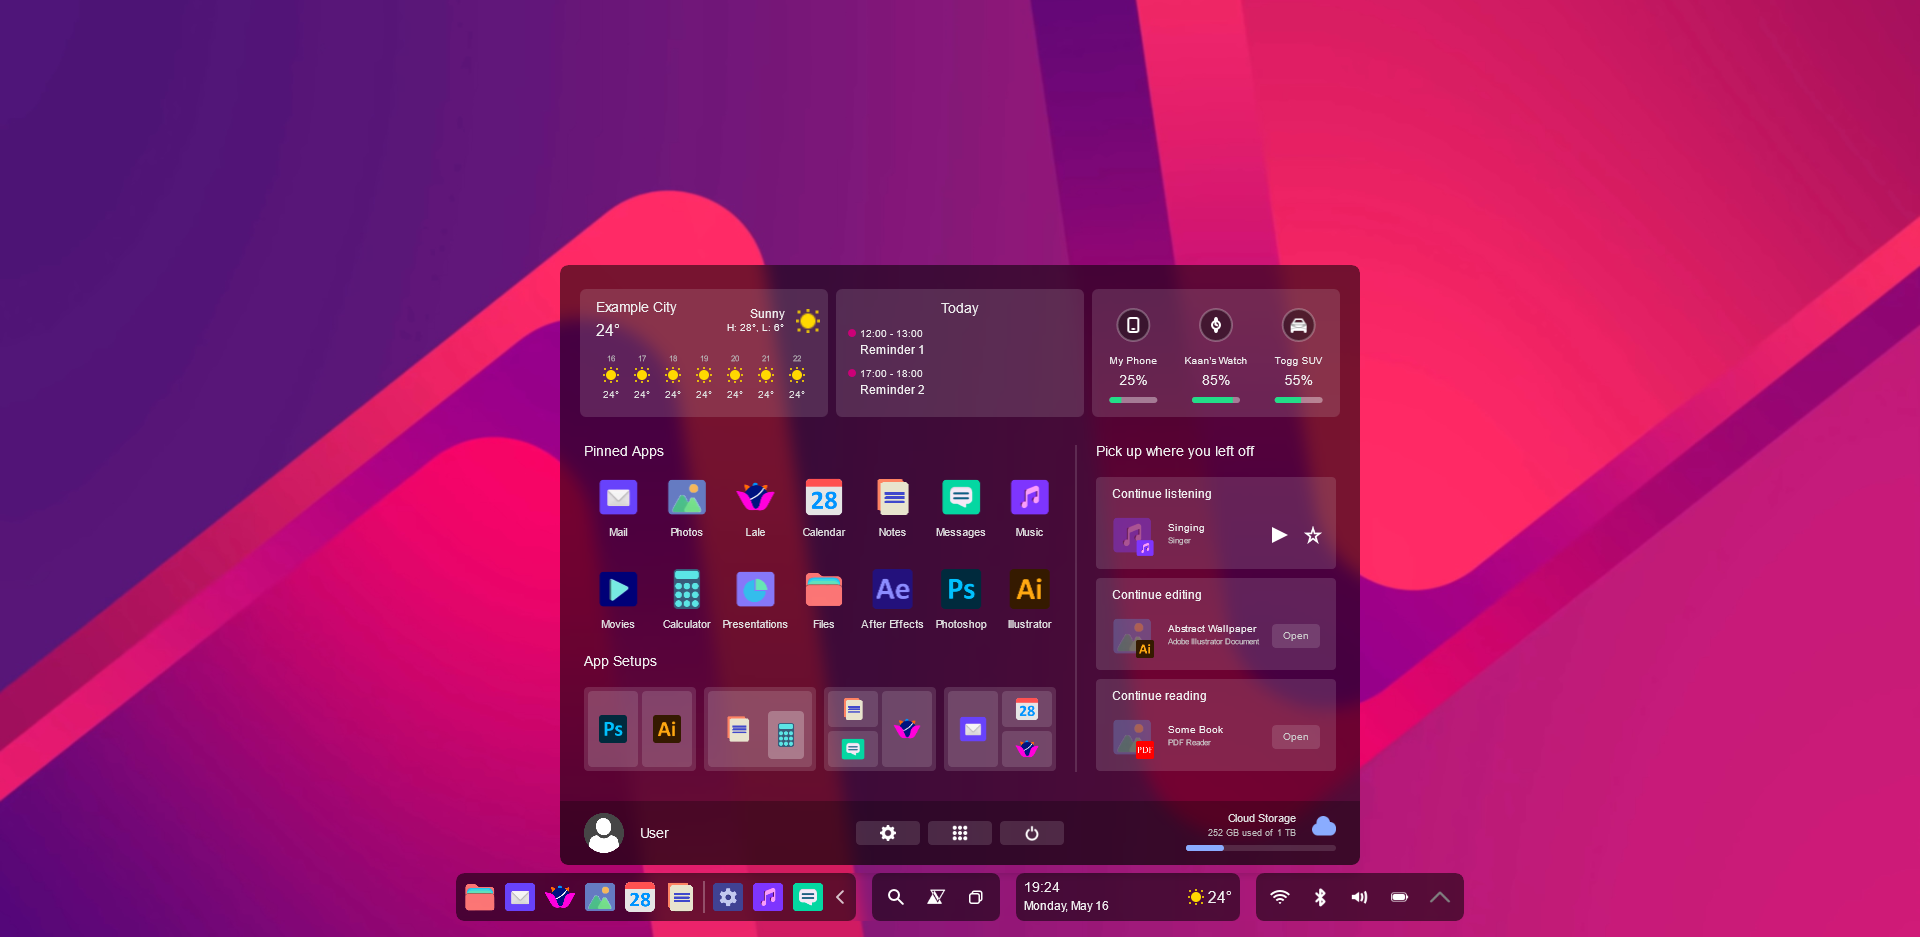 Example City
24°
Sunny
H: 28°, L: 6°
16 17 18 19 20 21 22
24° 24° 24° 24° 24° 24° 24°
Today
12:00 - 13:00
Reminder 1
17:00 - 18:00
Reminder 2
My Phone Kaan's Watch Togg SUV
25% 85% 55%
Pinned Apps
28
Mail Photos Lale Calendar Notes Messages Music
Ae Ps Ai
Movies Calculator Presentations Files After Effects Photoshop Illustrator
App Setups
Ps Ai
28
Pick up where you left off
Continue listening
Singing
Singer
Continue editing
Abstract Wallpaper
Adobe Illustrator Document
Ai
Open
Continue reading
Some Book
PDF Reader
PDF
Open
User
Cloud Storage
252 GB used of 1 TB
28
19:24
Monday, May 16
24°